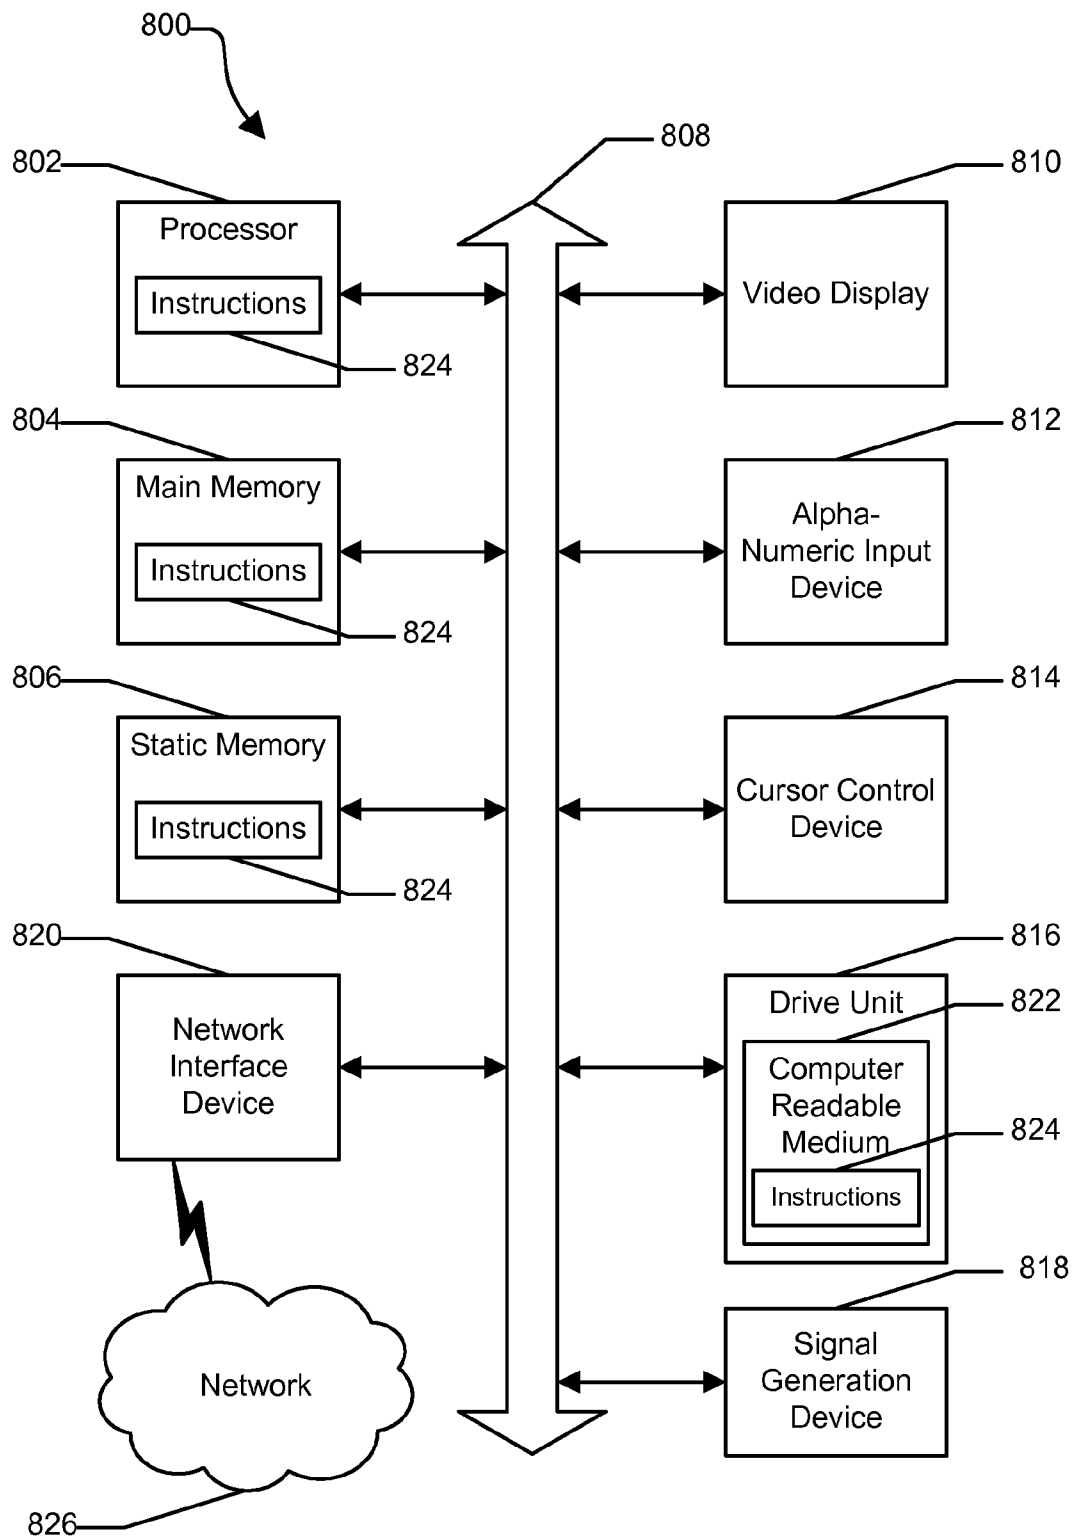 800
808
802
810
Processor
Instructions
Video Display
824
804
812
Main Memory
Instructions
Alpha-
Numeric Input
Device
824
806
814
Static Memory
Instructions
Cursor Control
Device
824
820
816
Network
Interface
Device
Drive Unit
822
Computer
Readable
Medium
824
Instructions
818
Signal
Generation
Device
Network
826